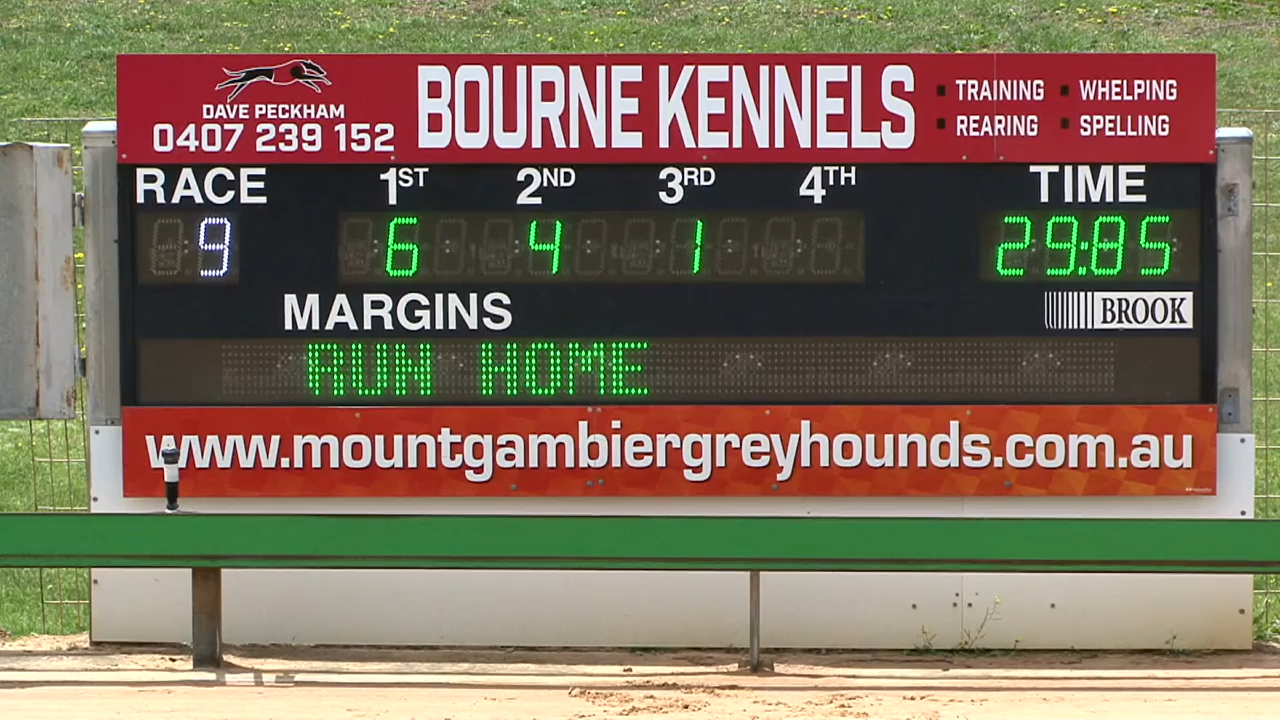 DAVE PECKHAM
0407 239 152
BOURNE KENNELS
TRAINING WHELPING
REARING SPELLING
RACE 1ST 2ND 3RD 4TH TIME
9 6 4 1 29:85
MARGINS
BROOK
RUN HOME
www.mountgambiergreyhounds.com.au